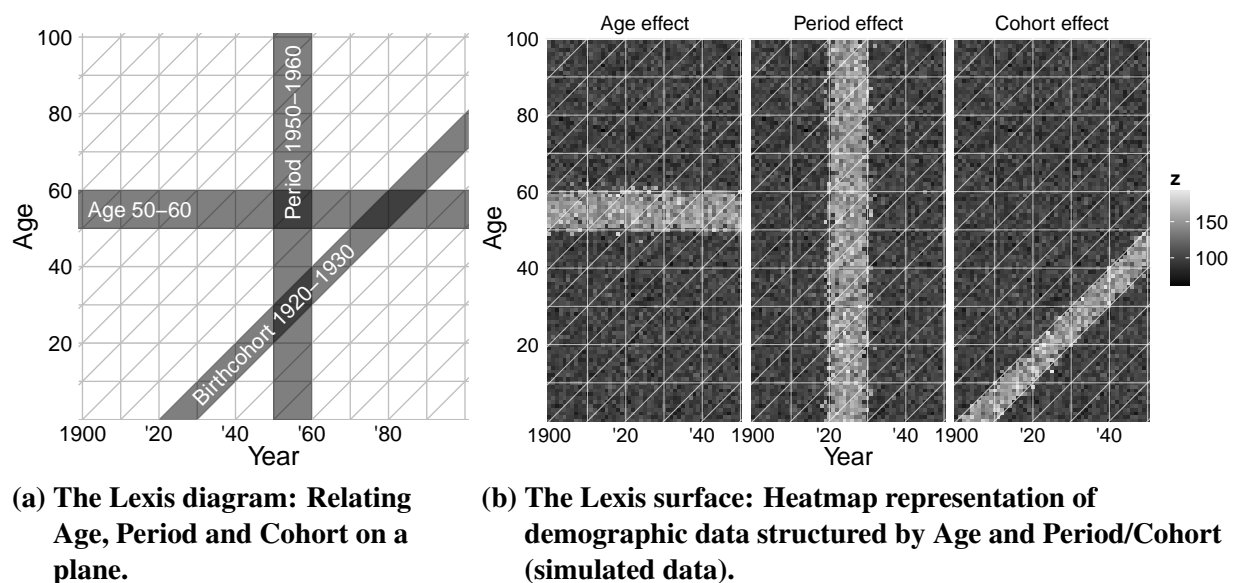 100
80
60
40
20
Age
Period 1950–1960
Age 50–60
Birthcohort 1920–1930
1900 '20 '40 '60 '80
Year
(a) The Lexis diagram: Relating
Age, Period and Cohort on a
plane.
Age effect Period effect Cohort effect
100
80
60
40
20
Age
1900 '20 '40 1900 '20 '40 1900 '20 '40
Year
z
150
100
(b) The Lexis surface: Heatmap representation of
demographic data structured by Age and Period/Cohort
(simulated data).